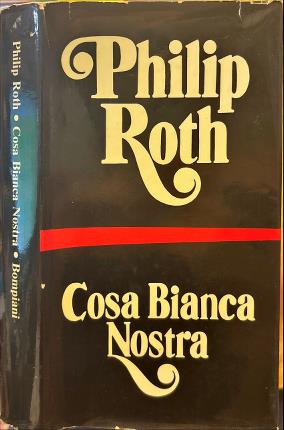 Philip Roth • Cosa Bianca Nostra • Bompiani
Philip
Roth
Cosa Bianca
Nostra